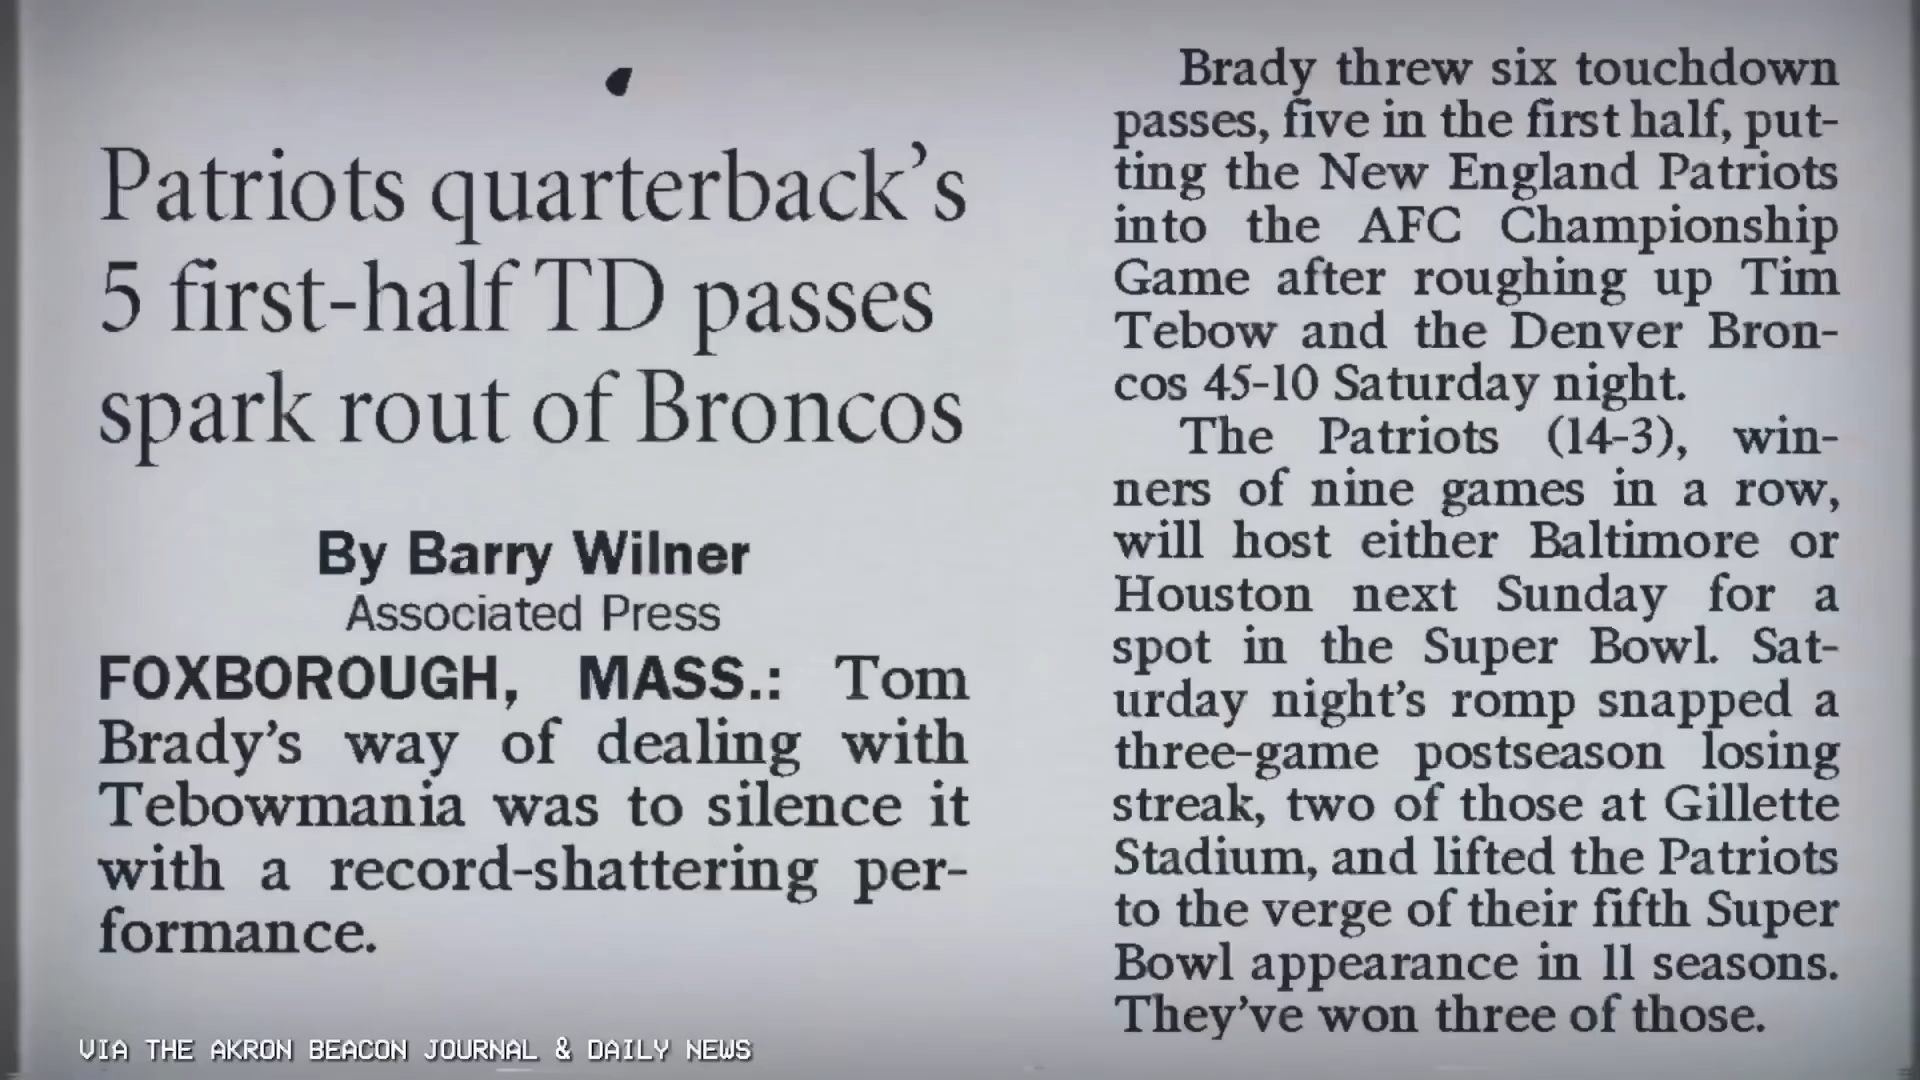 Patriots quarterback’s
5 first-half TD passes
spark rout of Broncos
By Barry Wilner
Associated Press
FOXBOROUGH, MASS.: Tom
Brady’s way of dealing with
Tebowmania was to silence it
with a record-shattering per-
formance.
Brady threw six touchdown
passes, five in the first half, put-
ting the New England Patriots
into the AFC Championship
Game after roughing up Tim
Tebow and the Denver Bron-
cos 45-10 Saturday night.
The Patriots (14-3), win-
ners of nine games in a row,
will host either Baltimore or
Houston next Sunday for a
spot in the Super Bowl. Sat-
urday night’s romp snapped a
three-game postseason losing
streak, two of those at Gillette
Stadium, and lifted the Patriots
to the verge of their fifth Super
Bowl appearance in 11 seasons.
They’ve won three of those.
VIA THE AKRON BEACON JOURNAL & DAILY NEWS